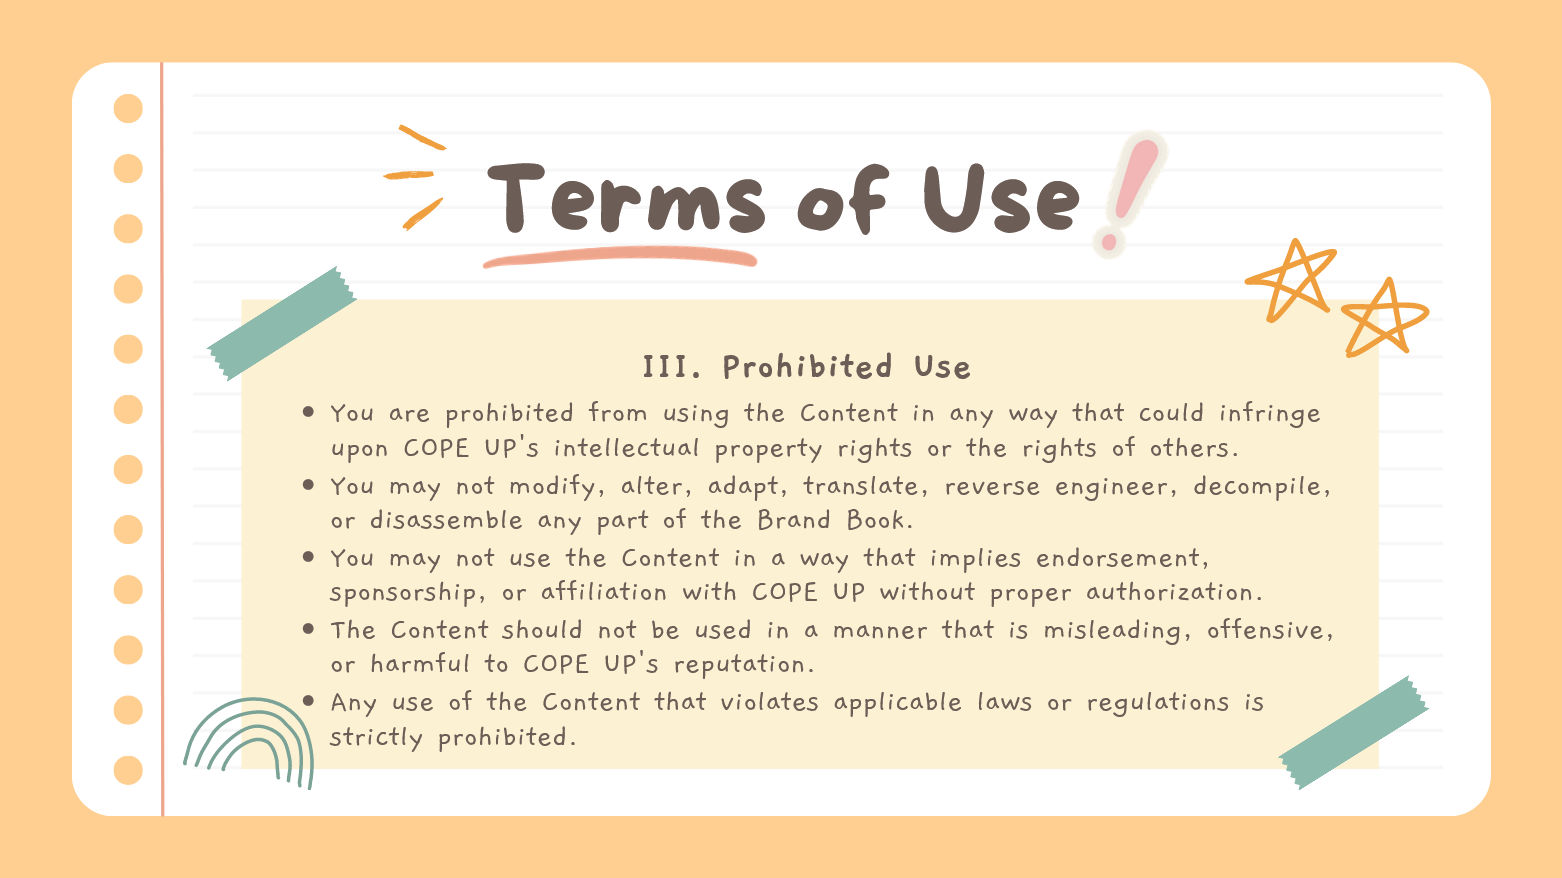 Terms of Use!
III. Prohibited Use
• You are prohibited from using the Content in any way that could infringe
upon COPE UP's intellectual property rights or the rights of others.
• You may not modify, alter, adapt, translate, reverse engineer, decompile,
or disassemble any part of the Brand Book.
• You may not use the Content in a way that implies endorsement,
sponsorship, or affiliation with COPE UP without proper authorization.
• The Content should not be used in a manner that is misleading, offensive,
or harmful to COPE UP's reputation.
• Any use of the Content that violates applicable laws or regulations is
strictly prohibited.